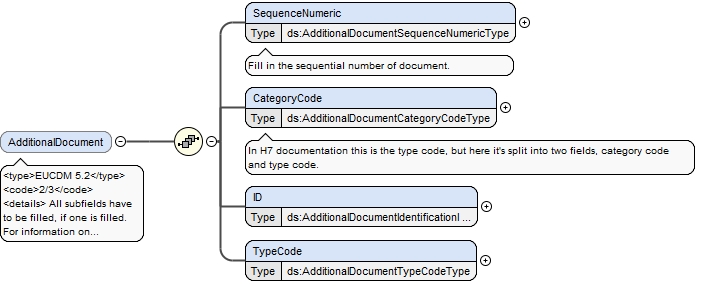 SequenceNumeric
Type ds:AdditionalDocumentSequenceNumericType
Fill in the sequential number of document.
CategoryCode
Type ds:AdditionalDocumentCategoryCodeType
In H7 documentation this is the type code, but here it's split into two fields, category code
and type code.
AdditionalDocument
<type>EUCDM 5.2</type>
<code>2/3</code>
<details> All subfields have
to be filled, if one is filled.
For information on...
ID
Type ds:AdditionalDocumentIdentificationI ...
TypeCode
Type ds:AdditionalDocumentTypeCodeType